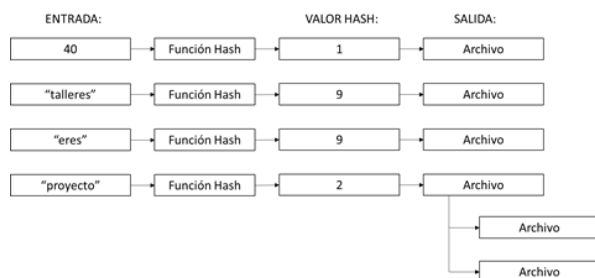 ENTRADA: VALOR HASH: SALIDA:
40 Función Hash 1 Archivo
“talleres” Función Hash 9 Archivo
“eres” Función Hash 9 Archivo
“proyecto” Función Hash 2 Archivo
Archivo
Archivo